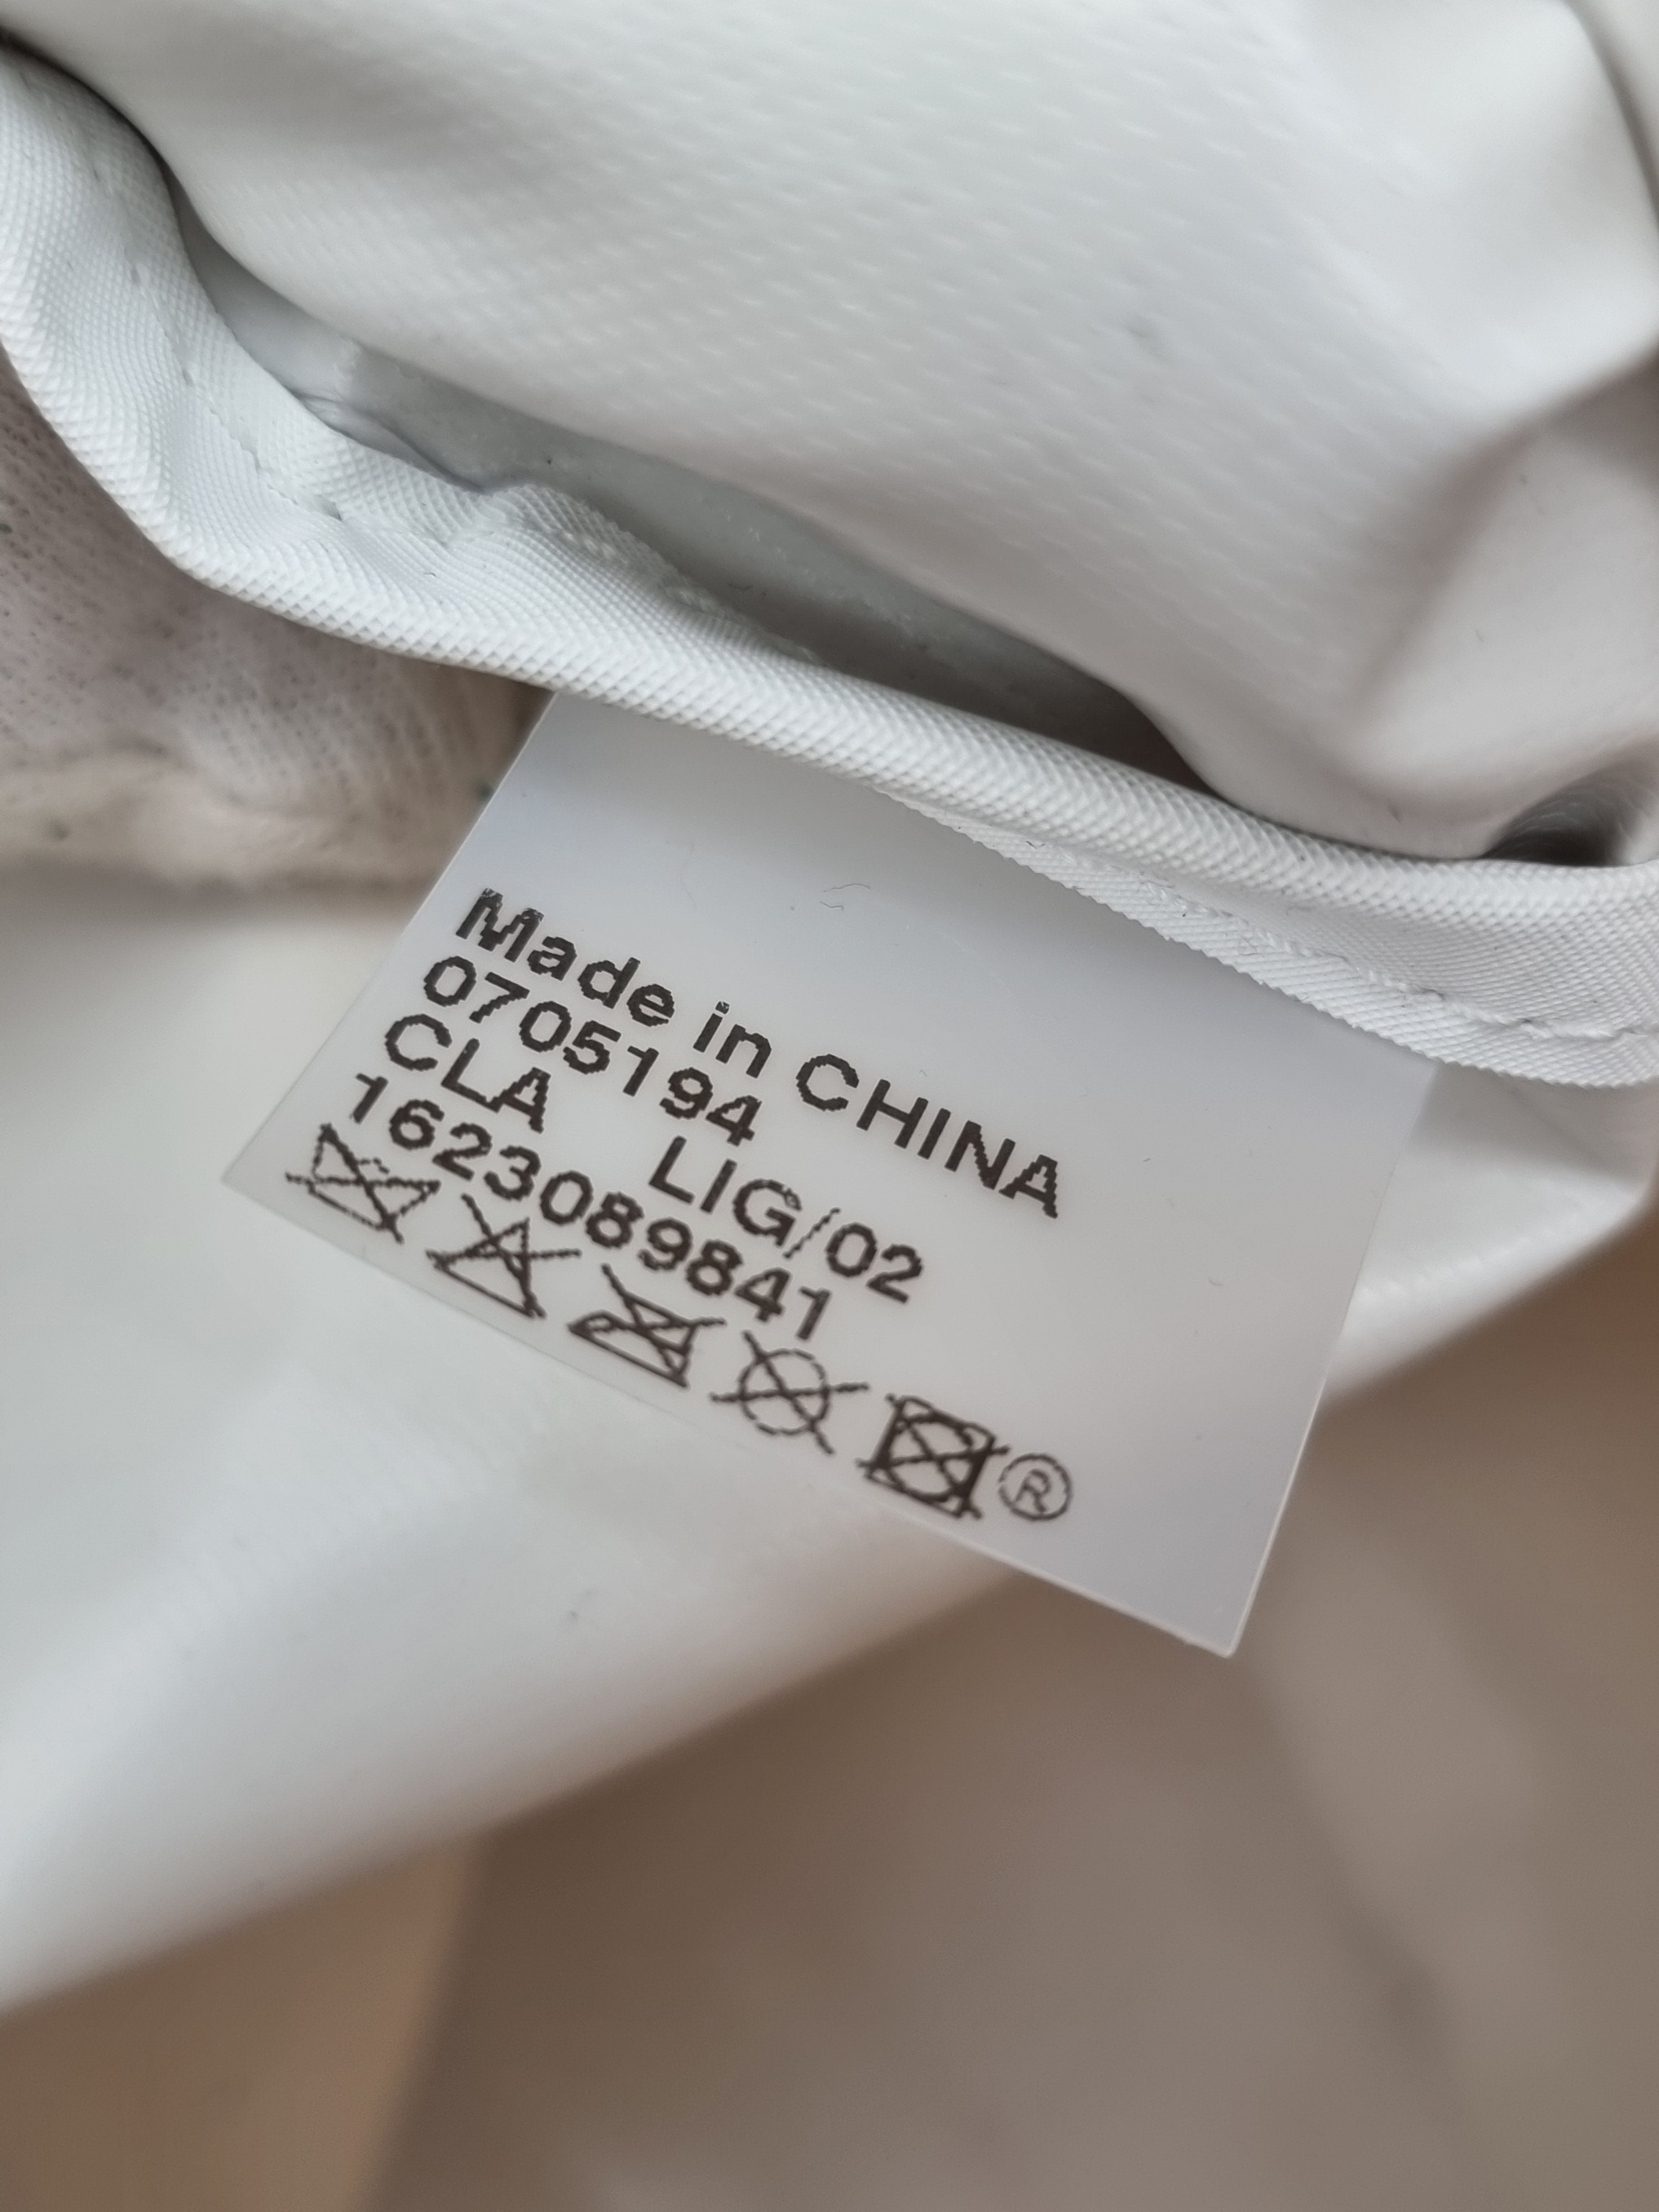 Made in CHINA
0705194
CLA LIG/02
1623089841
®